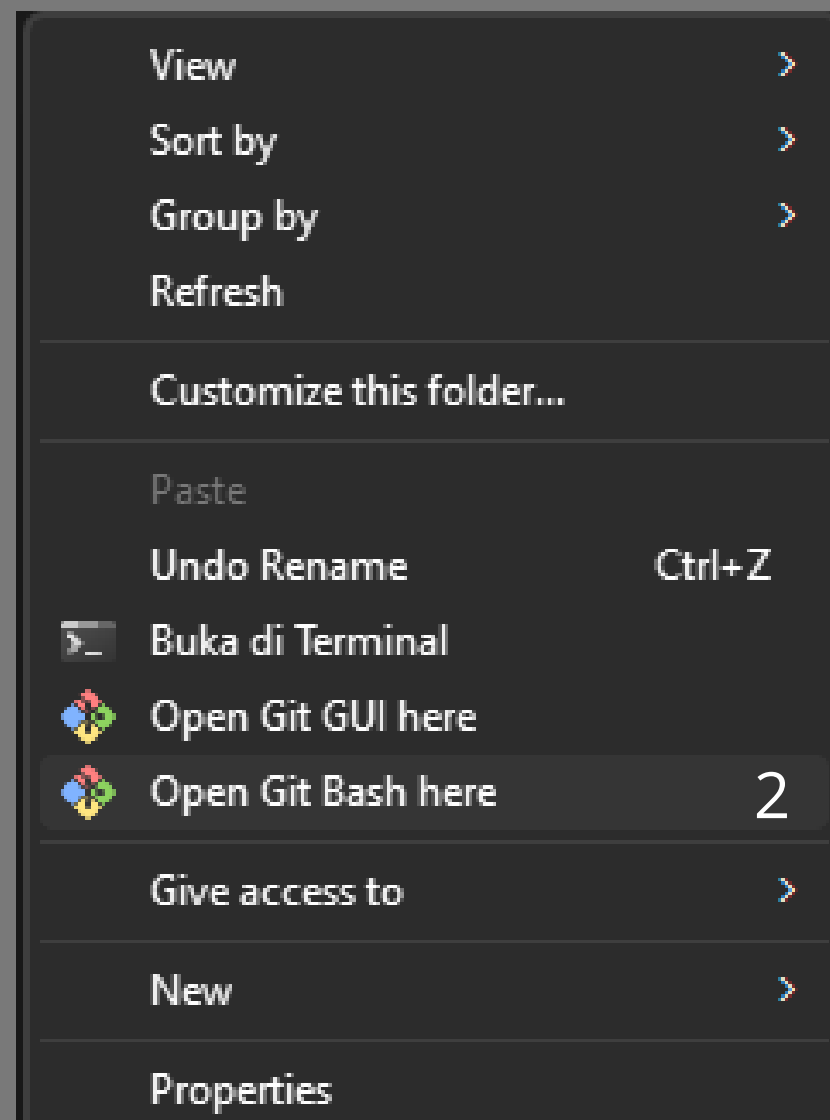 View
Sort by
Group by
Refresh
Customize this folder...
Paste
Undo Rename Ctrl+Z
Buka di Terminal
Open Git GUI here
Open Git Bash here 2
Give access to
New
Properties